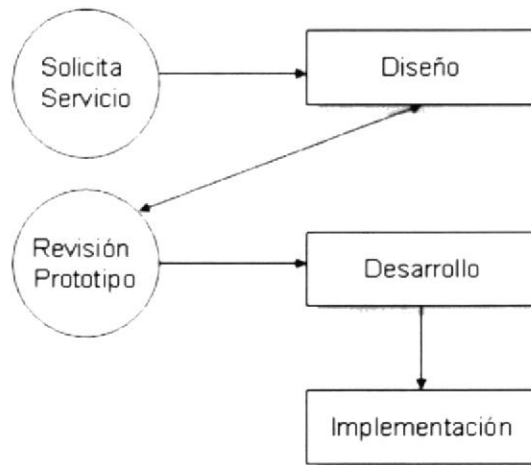 Solicita
Servicio
Diseño
Revisión
Prototipo
Desarrollo
Implementación